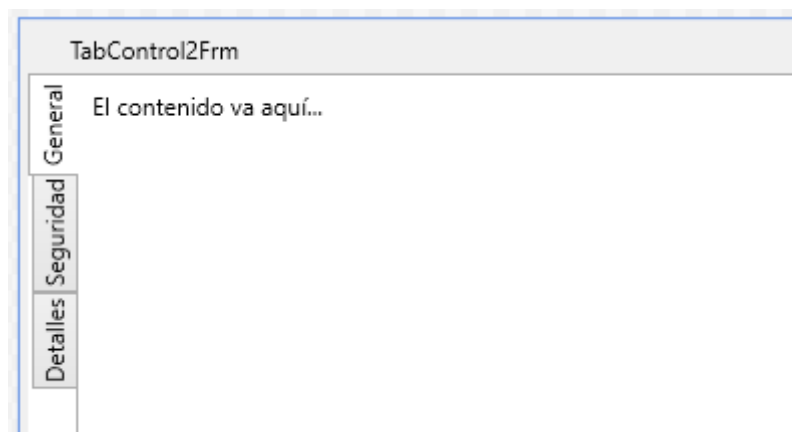 TabControl2Frm
General
El contenido va aquí...
Seguridad
Detalles